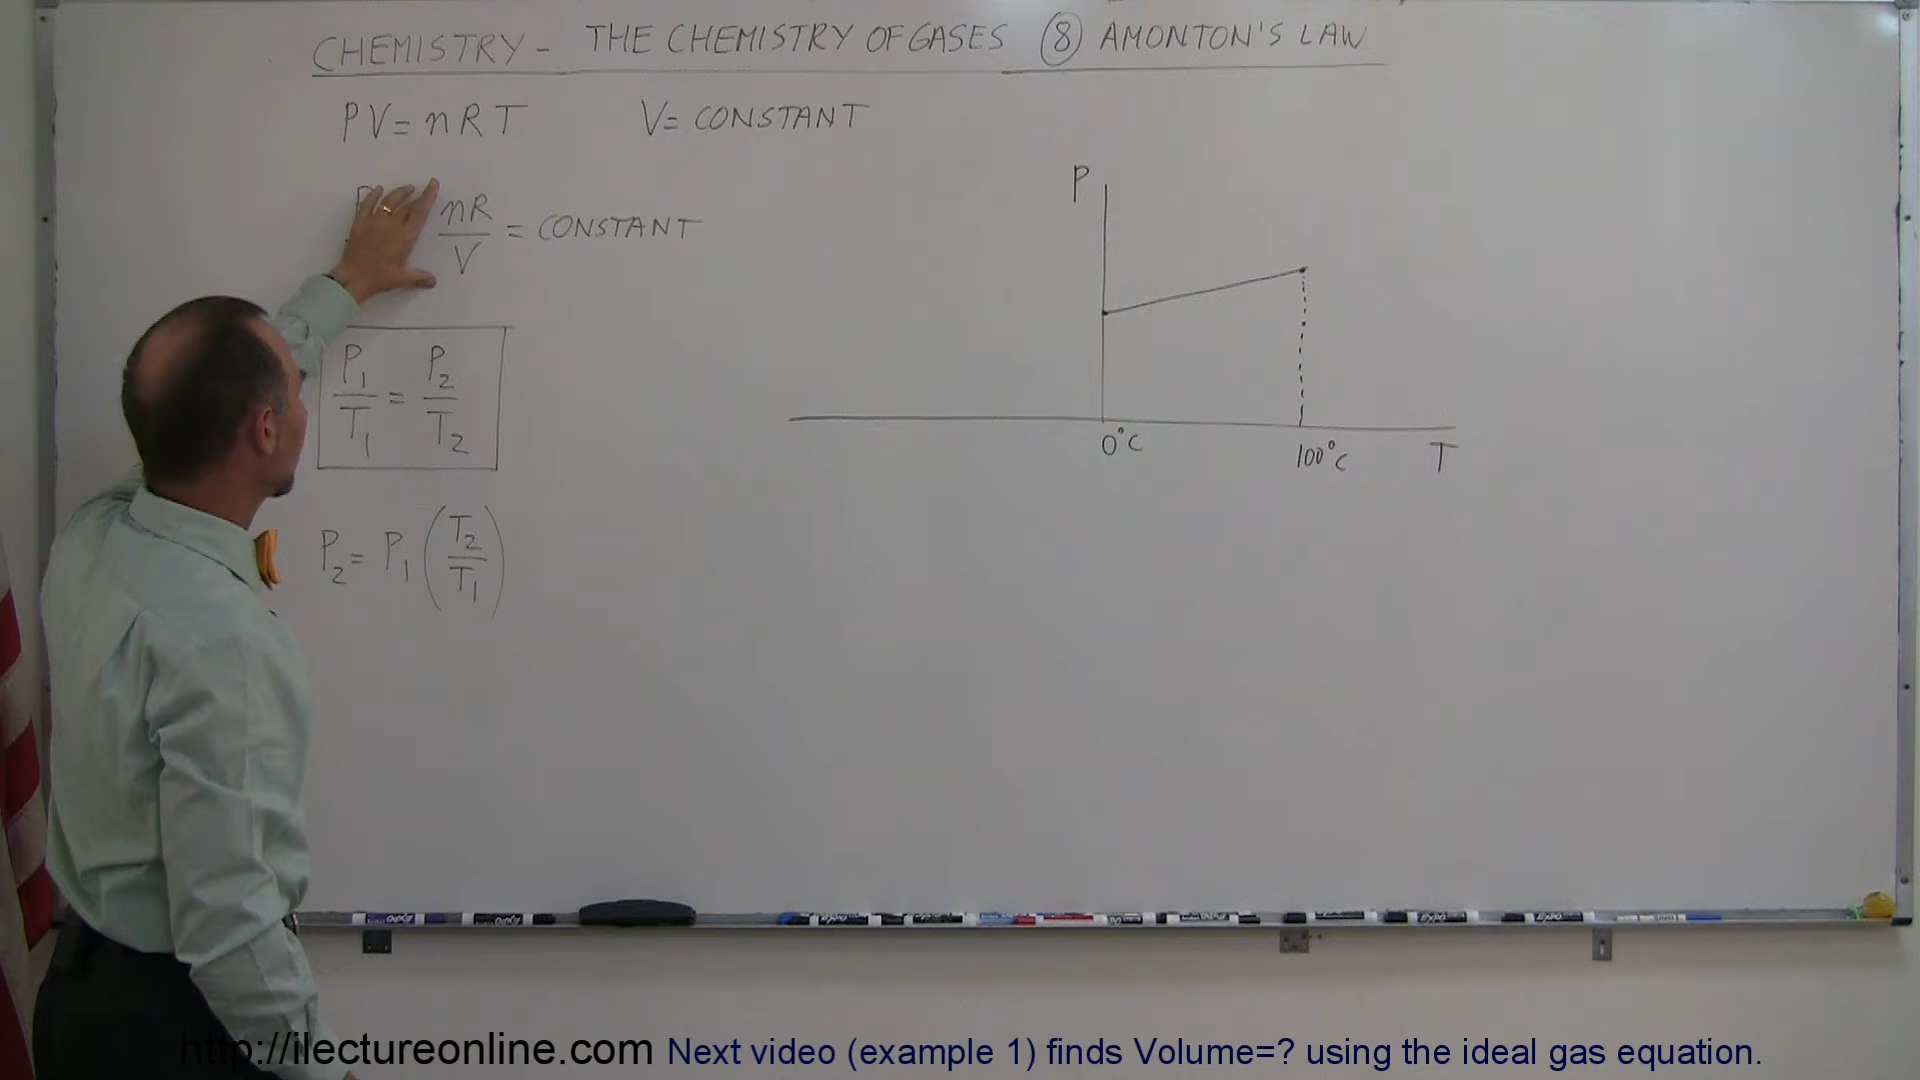 CHEMISTRY - THE CHEMISTRY OF GASES ⑧ AMONTON'S LAW
PV = nRT V = CONSTANT
P nR/V = CONSTANT
P₁/T₁ = P₂/T₂
P₂ = P₁ (T₂/T₁)
P
0°C 100°C T
http://ilectureonline.com Next video (example 1) finds Volume=? using the ideal gas equation.